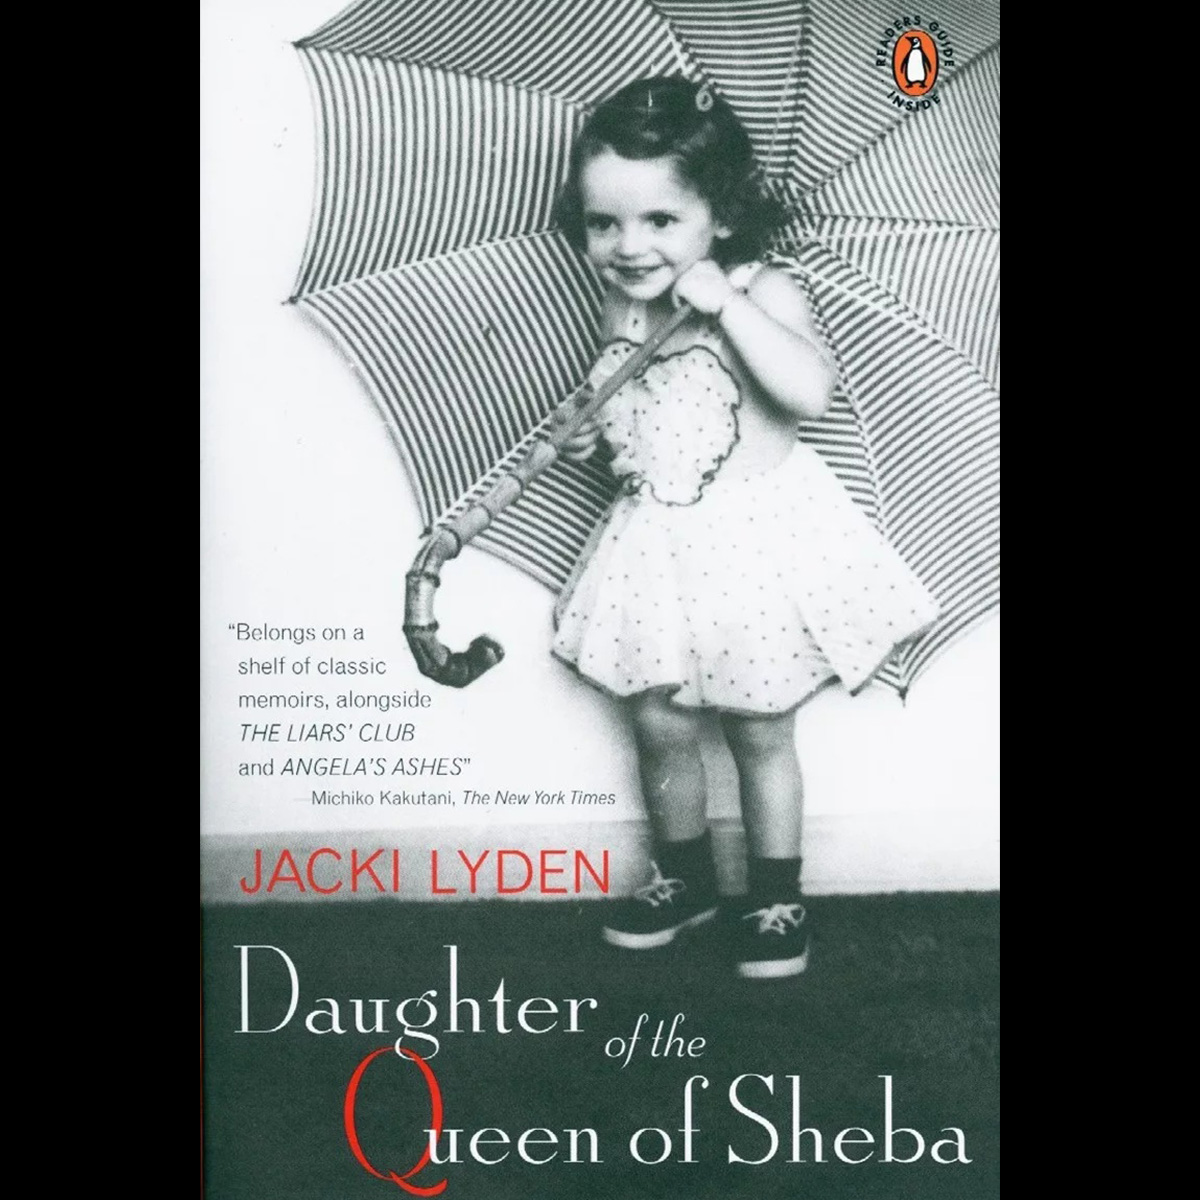 READERS GUIDE
INSIDE
“Belongs on a
shelf of classic
memoirs, alongside
THE LIARS’ CLUB
and ANGELA’S ASHES”
—Michiko Kakutani, The New York Times
JACKI LYDEN
Daughter
of the
Queen of Sheba